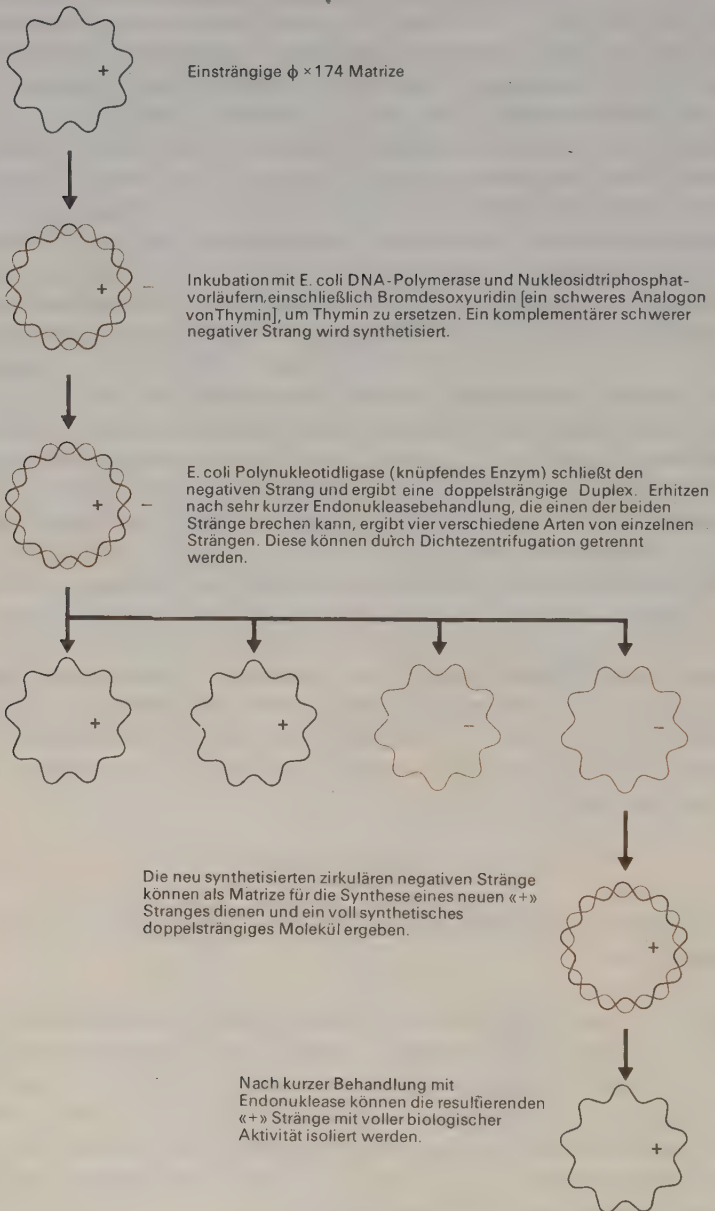 +
Einsträngige ϕ × 174 Matrize
+ −
Inkubation mit E. coli DNA-Polymerase und Nukleosidtriphosphat-
vorläufern, einschließlich Bromdesoxyuridin [ein schweres Analogon
von Thymin], um Thymin zu ersetzen. Ein komplementärer schwerer
negativer Strang wird synthetisiert.
+ −
E. coli Polynukleotidligase (knüpfendes Enzym) schließt den
negativen Strang und ergibt eine doppelsträngige Duplex. Erhitzen
nach sehr kurzer Endonukleasebehandlung, die einen der beiden
Stränge brechen kann, ergibt vier verschiedene Arten von einzelnen
Strängen. Diese können durch Dichtezentrifugation getrennt
werden.
+ + − −
Die neu synthetisierten zirkulären negativen Stränge
können als Matrize für die Synthese eines neuen «+»
Stranges dienen und ein voll synthetisches
doppelsträngiges Molekül ergeben.
+
Nach kurzer Behandlung mit
Endonuklease können die resultierenden
«+» Stränge mit voller biologischer
Aktivität isoliert werden.
+